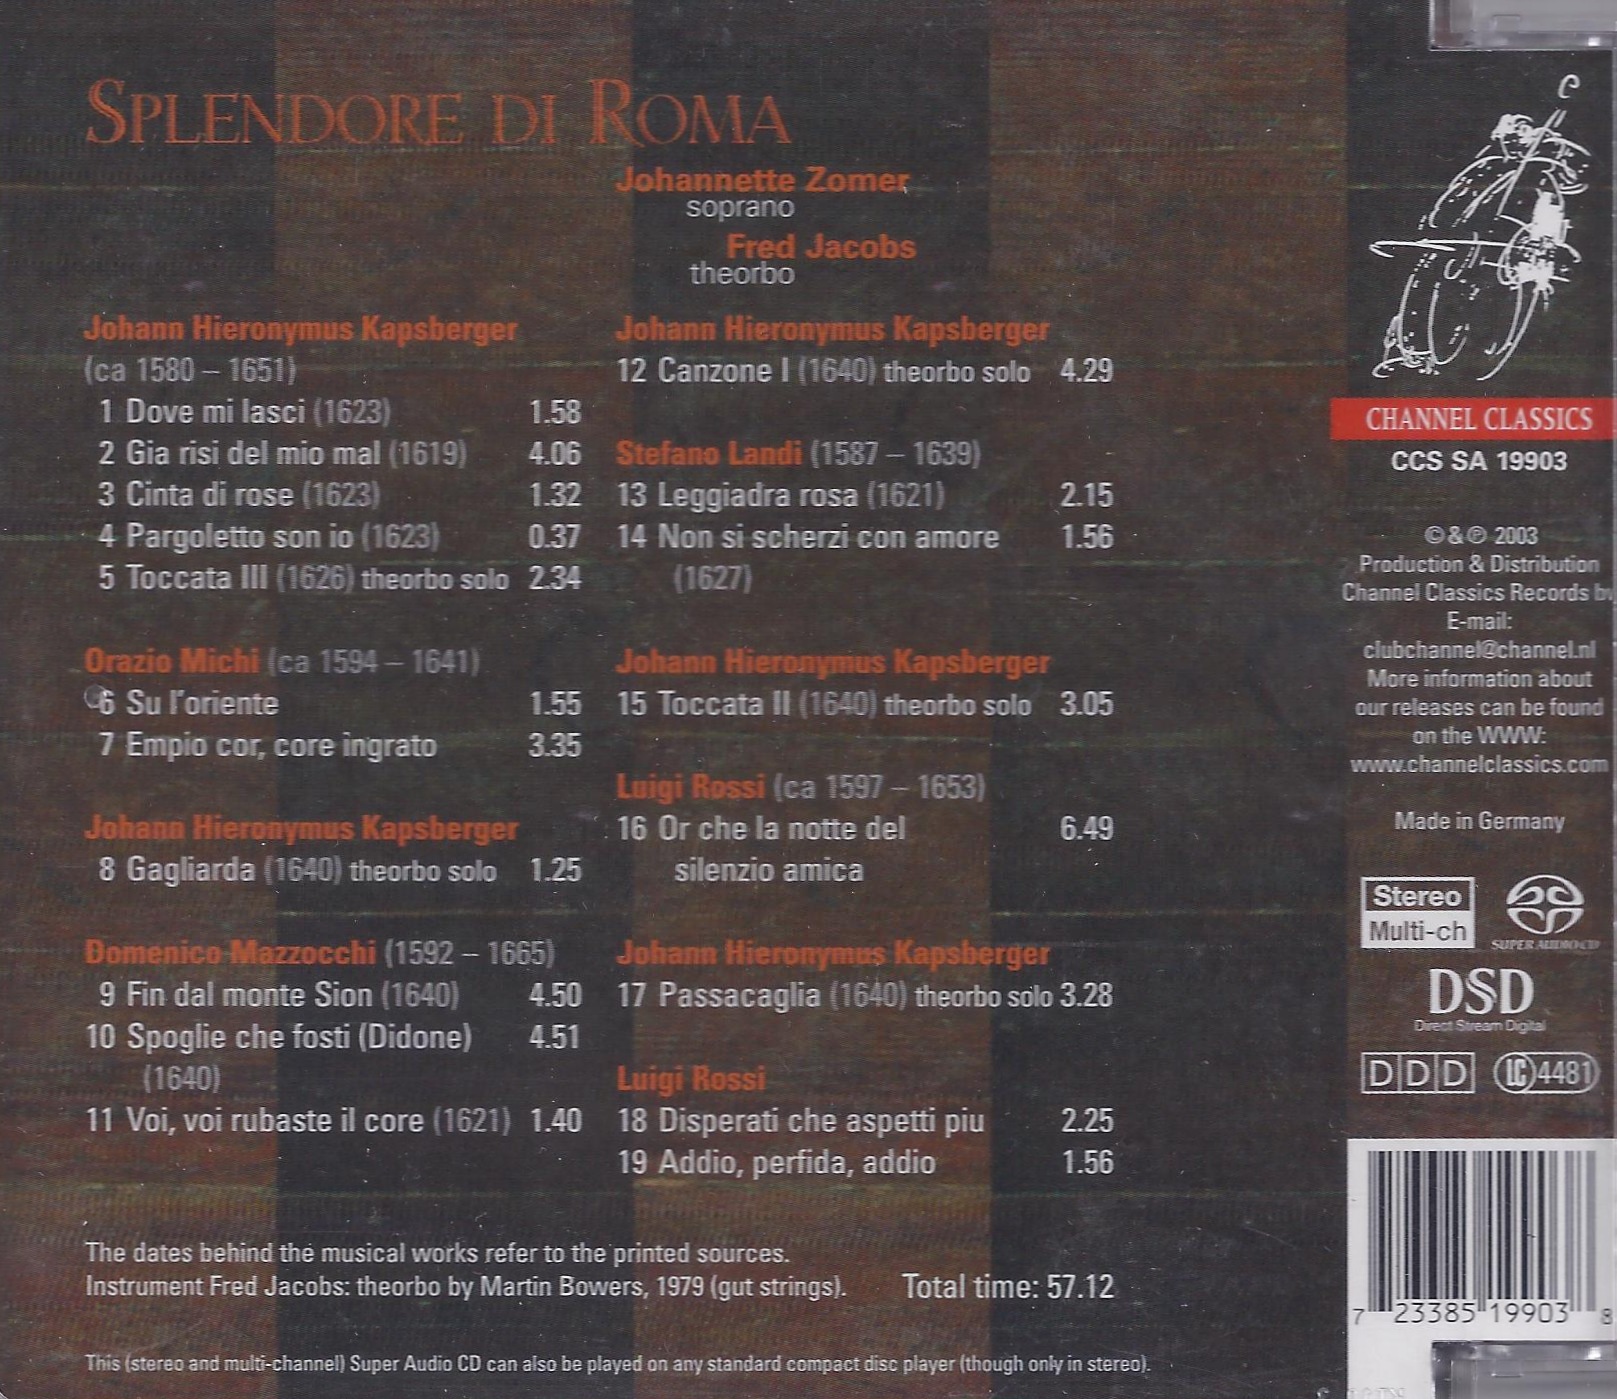 SPLENDORE DI ROMA
Johannette Zomer
soprano
Fred Jacobs
theorbo
Johann Hieronymus Kapsberger
(ca 1580 – 1651)
1 Dove mi lasci (1623) 1.58
2 Gia risi del mio mal (1619) 4.06
3 Cinta di rose (1623) 1.32
4 Pargoletto son io (1623) 0.37
5 Toccata III (1626) theorbo solo 2.34
Orazio Michi (ca 1594 – 1641)
6 Su l'oriente 1.55
7 Empio cor, core ingrato 3.35
Johann Hieronymus Kapsberger
8 Gagliarda (1640) theorbo solo 1.25
Domenico Mazzocchi (1592 – 1665)
9 Fin dal monte Sion (1640) 4.50
10 Spoglie che fosti (Didone) 4.51
(1640)
11 Voi, voi rubaste il core (1621) 1.40
Johann Hieronymus Kapsberger
12 Canzone I (1640) theorbo solo 4.29
Stefano Landi (1587 – 1639)
13 Leggiadra rosa (1621) 2.15
14 Non si scherzi con amore 1.56
(1627)
Johann Hieronymus Kapsberger
15 Toccata II (1640) theorbo solo 3.05
Luigi Rossi (ca 1597 – 1653)
16 Or che la notte del 6.49
silenzio amica
Johann Hieronymus Kapsberger
17 Passacaglia (1640) theorbo solo 3.28
Luigi Rossi
18 Disperati che aspetti piu 2.25
19 Addio, perfida, addio 1.56
The dates behind the musical works refer to the printed sources.
Instrument Fred Jacobs: theorbo by Martin Bowers, 1979 (gut strings). Total time: 57.12
This (stereo and multi-channel) Super Audio CD can also be played on any standard compact disc player (though only in stereo).
CHANNEL CLASSICS
CCS SA 19903
©&℗ 2003
Production & Distribution
Channel Classics Records bv
E-mail:
clubchannel@channel.nl
More information about
our releases can be found
on the WWW:
www.channelclassics.com
Made in Germany
Stereo
Multi-ch
SUPER AUDIO CD
DSD
Direct Stream Digital
DDD LC 4481
7 23385 19903 8